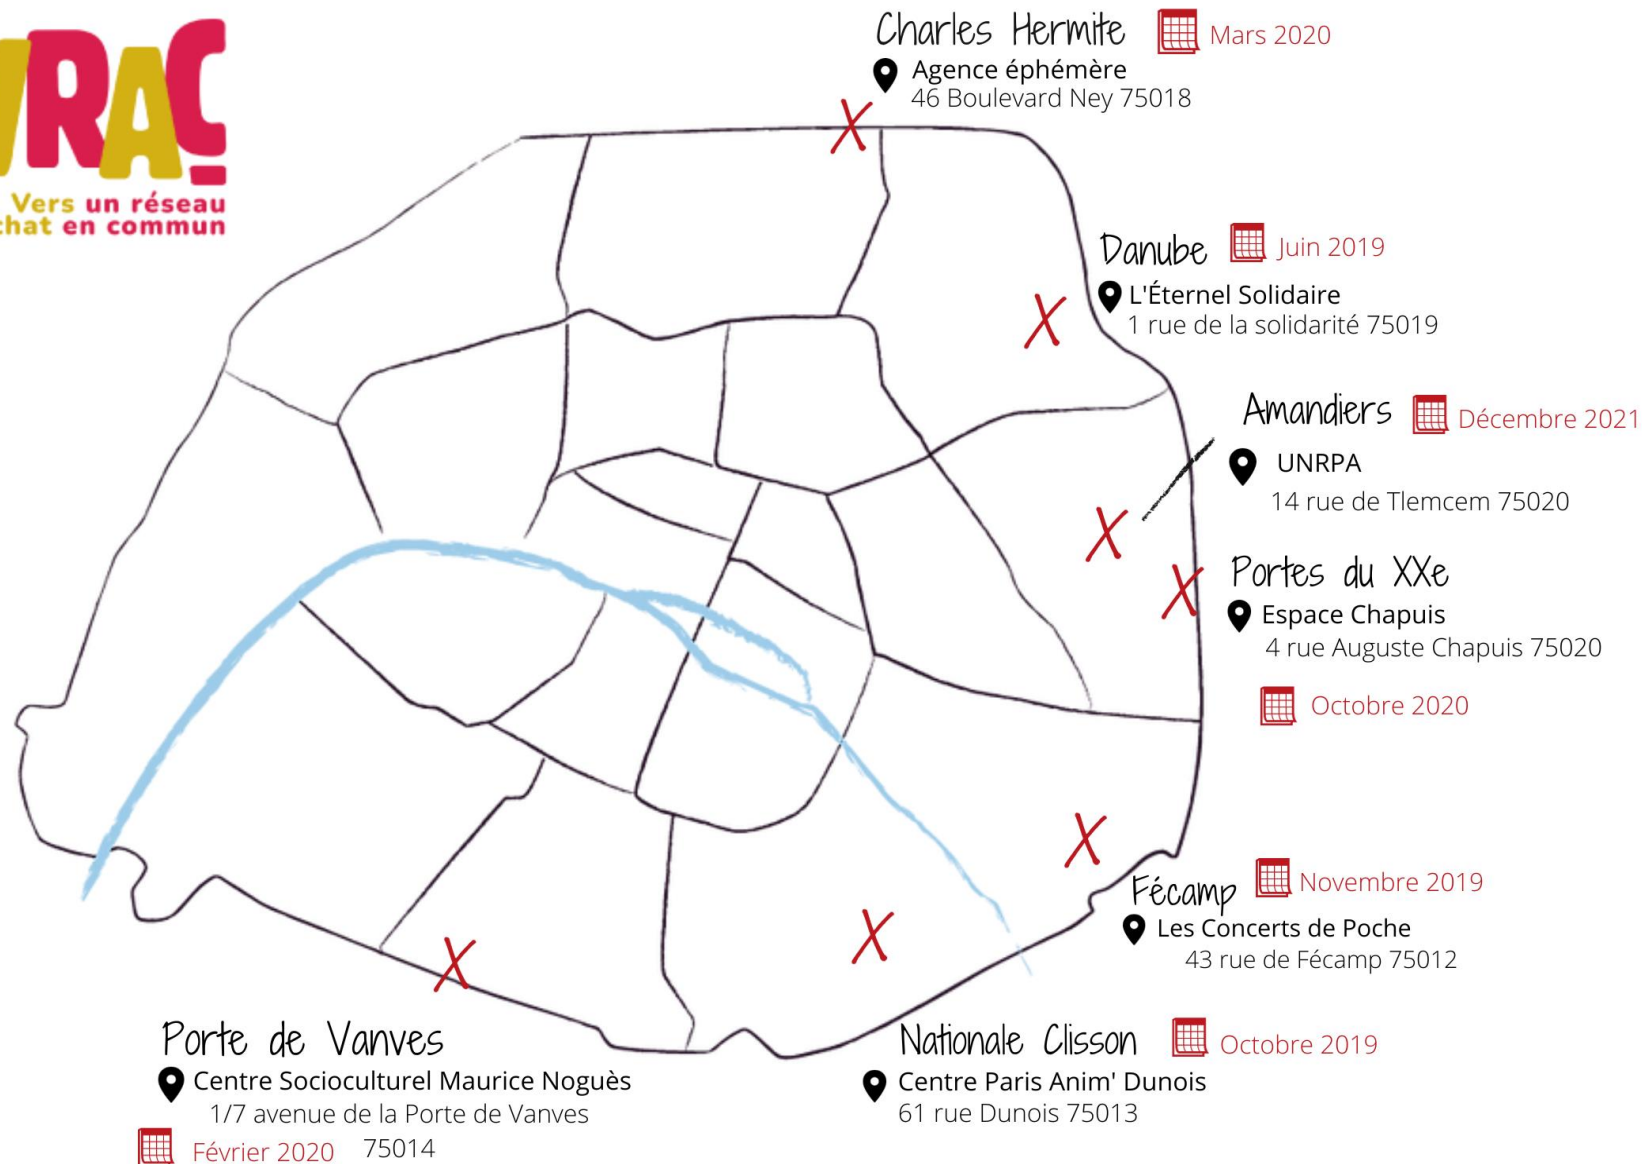 VRAC
Vers un réseau
chat en commun
Charles Hermite
Mars 2020
Agence éphémère
46 Boulevard Ney 75018
Danube
Juin 2019
L'Éternel Solidaire
1 rue de la solidarité 75019
Amandiers
Décembre 2021
UNRPA
14 rue de Tlemcem 75020
Portes du XXe
Espace Chapuis
4 rue Auguste Chapuis 75020
Octobre 2020
Fécamp
Novembre 2019
Les Concerts de Poche
43 rue de Fécamp 75012
Nationale Clisson
Octobre 2019
Centre Paris Anim' Dunois
61 rue Dunois 75013
Porte de Vanves
Centre Socioculturel Maurice Noguès
1/7 avenue de la Porte de Vanves
75014
Février 2020